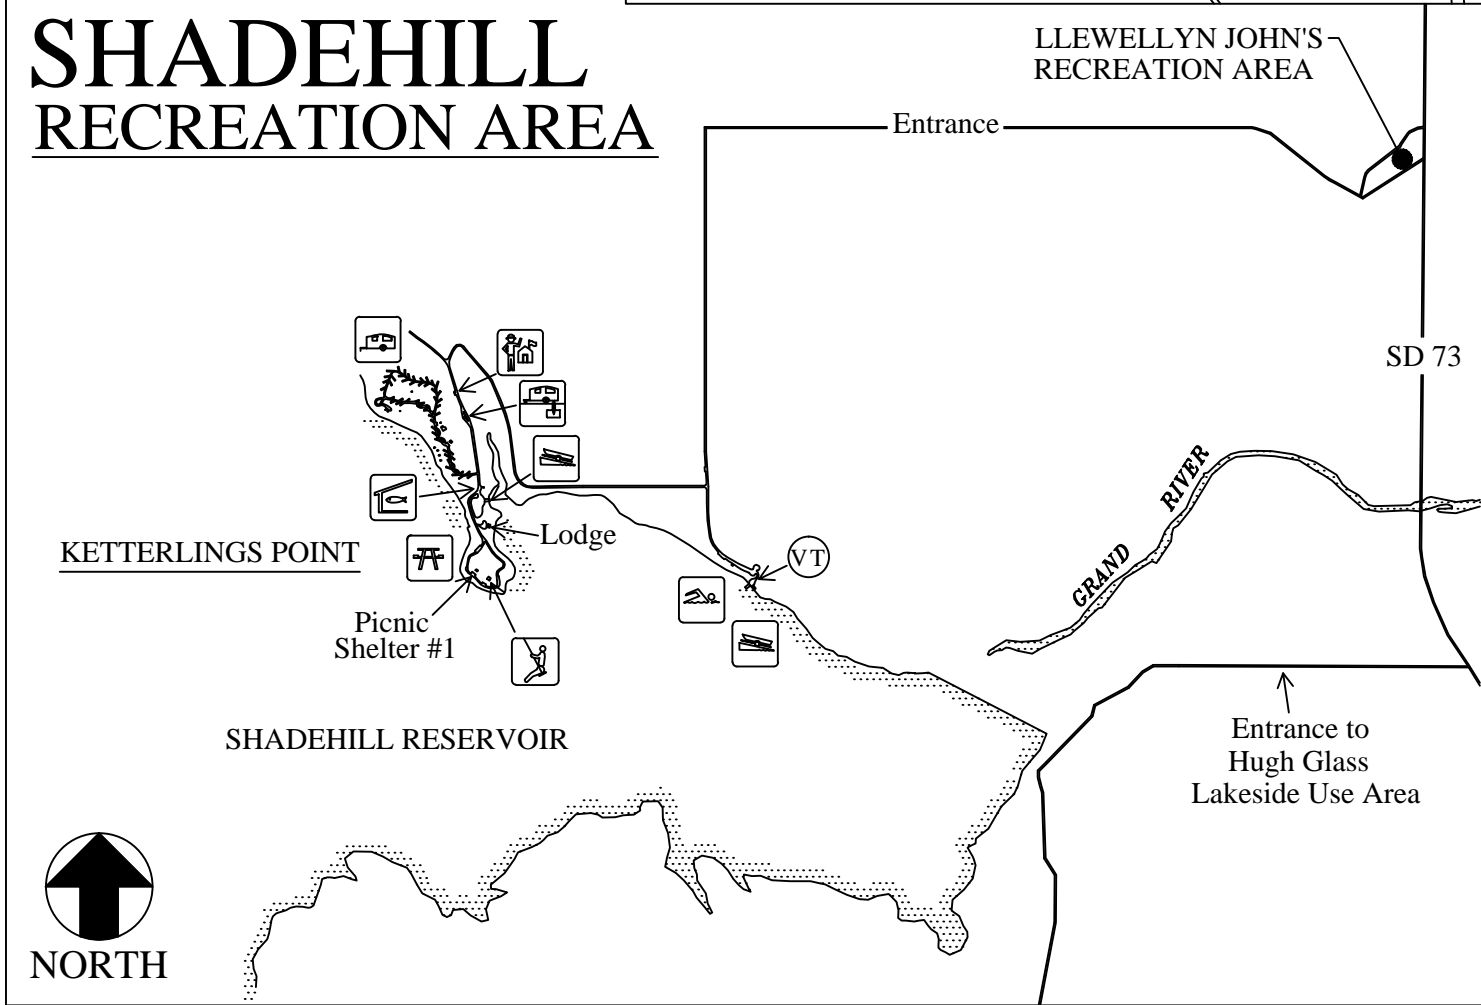 SHADEHILL
RECREATION AREA
LLEWELLYN JOHN'S
RECREATION AREA
Entrance
SD 73
GRAND RIVER
Lodge
KETTERLINGS POINT
VT
Picnic
Shelter #1
SHADEHILL RESERVOIR
Entrance to
Hugh Glass
Lakeside Use Area
NORTH